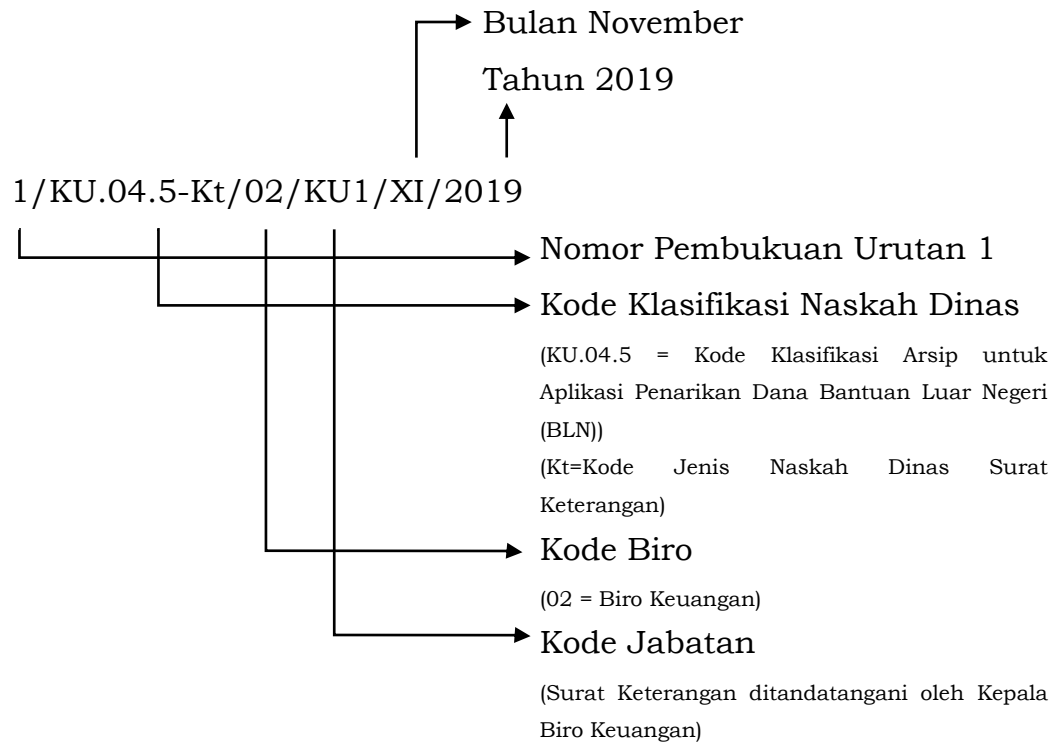 Bulan November
Tahun 2019
1/KU.04.5-Kt/02/KU1/XI/2019
Nomor Pembukuan Urutan 1
Kode Klasifikasi Naskah Dinas
(KU.04.5 = Kode Klasifikasi Arsip untuk
Aplikasi Penarikan Dana Bantuan Luar Negeri
(BLN))
(Kt=Kode Jenis Naskah Dinas Surat
Keterangan)
Kode Biro
(02 = Biro Keuangan)
Kode Jabatan
(Surat Keterangan ditandatangani oleh Kepala
Biro Keuangan)